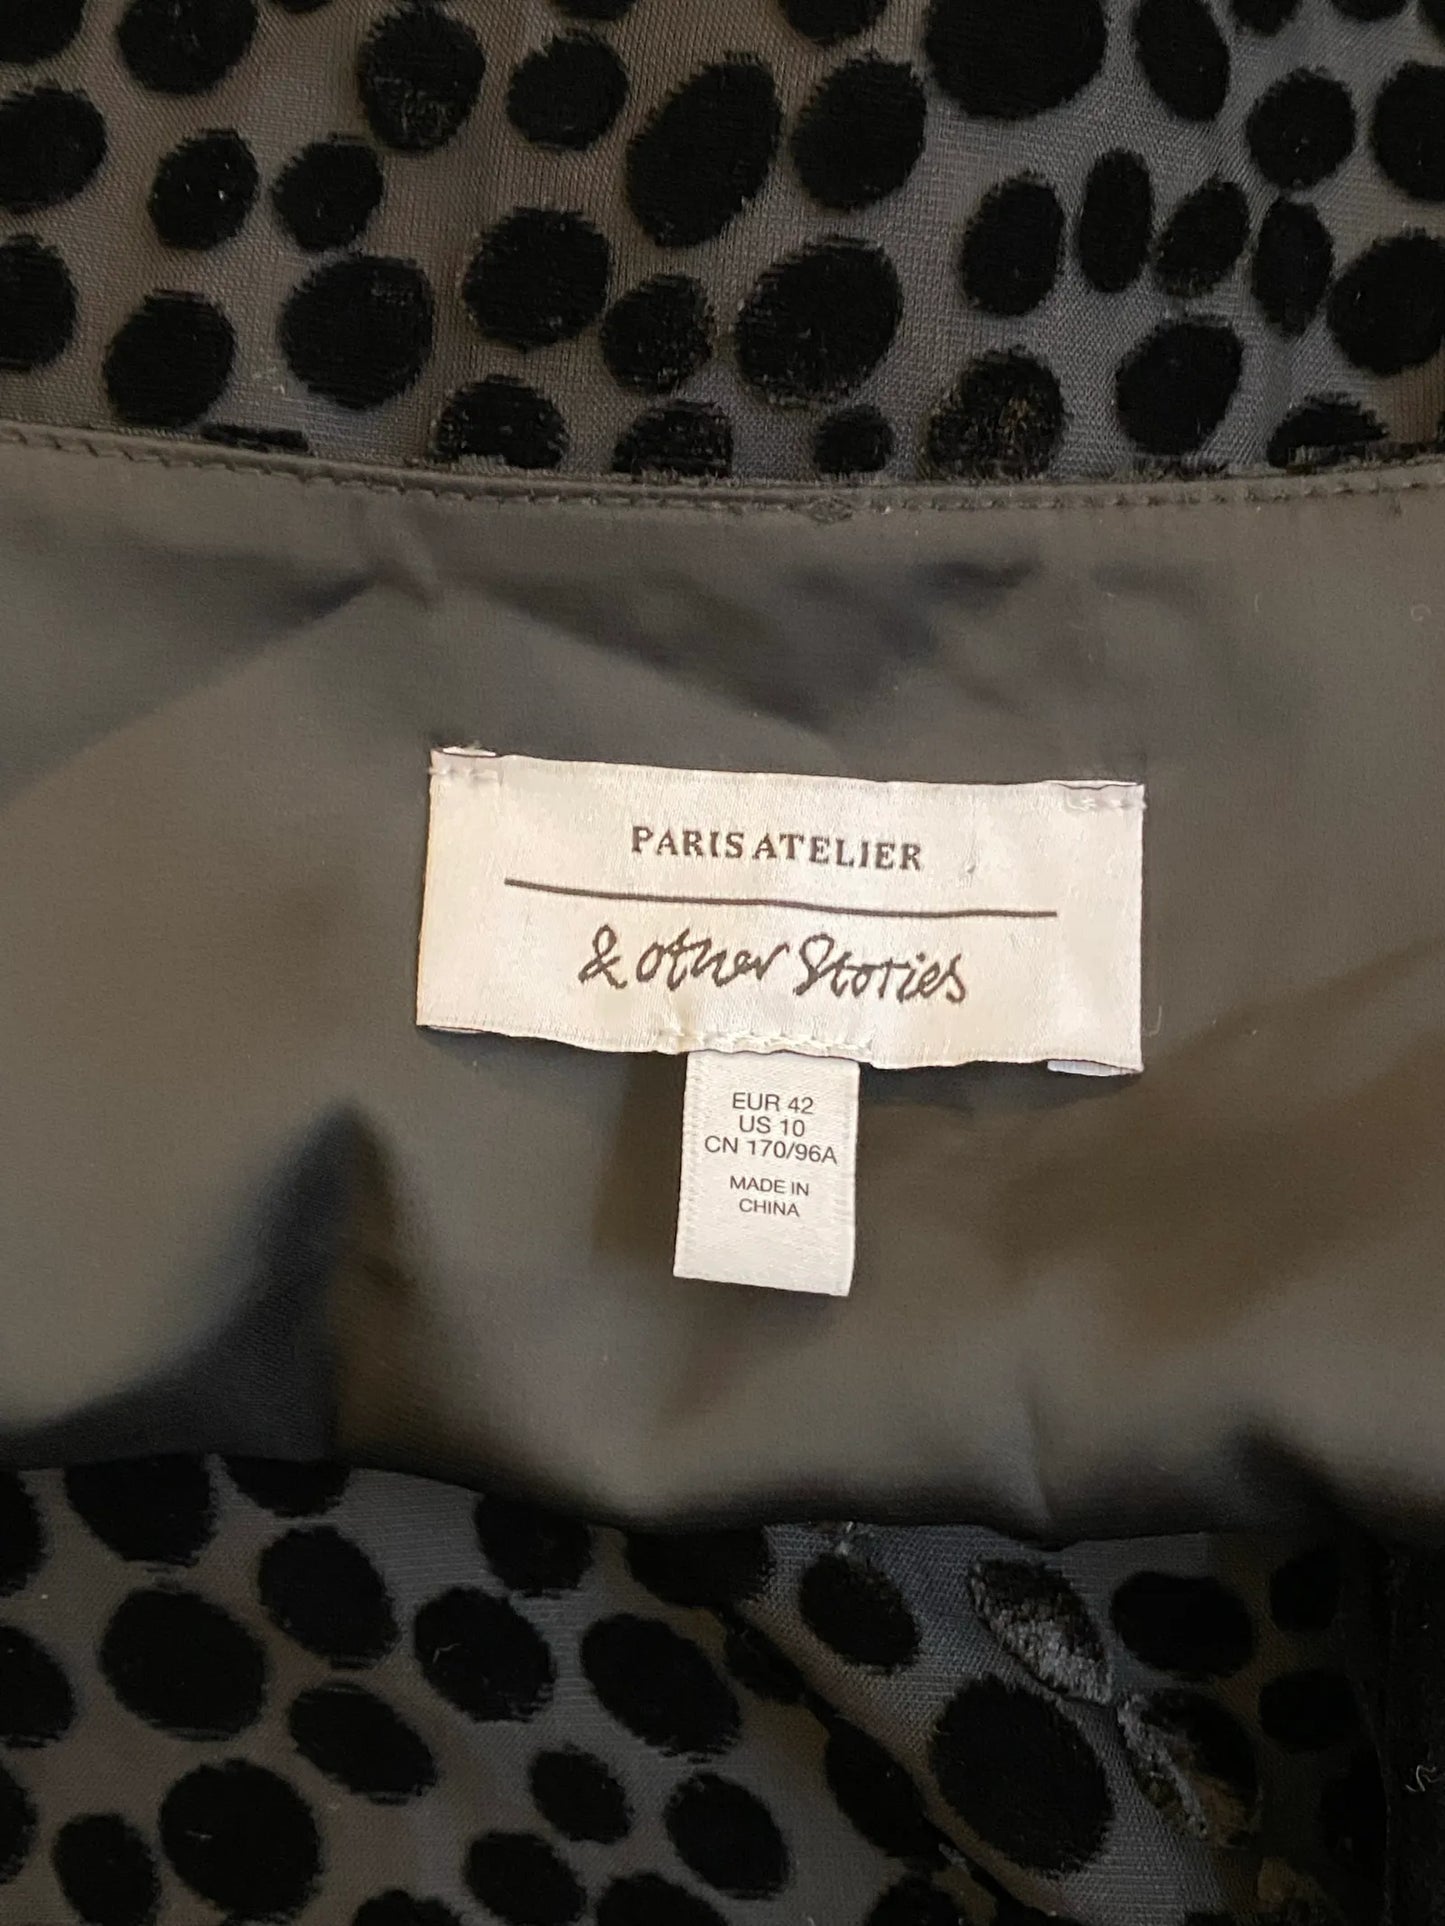 PARIS ATELIER
& other Stories
EUR 42
US 10
CN 170/96A
MADE IN
CHINA